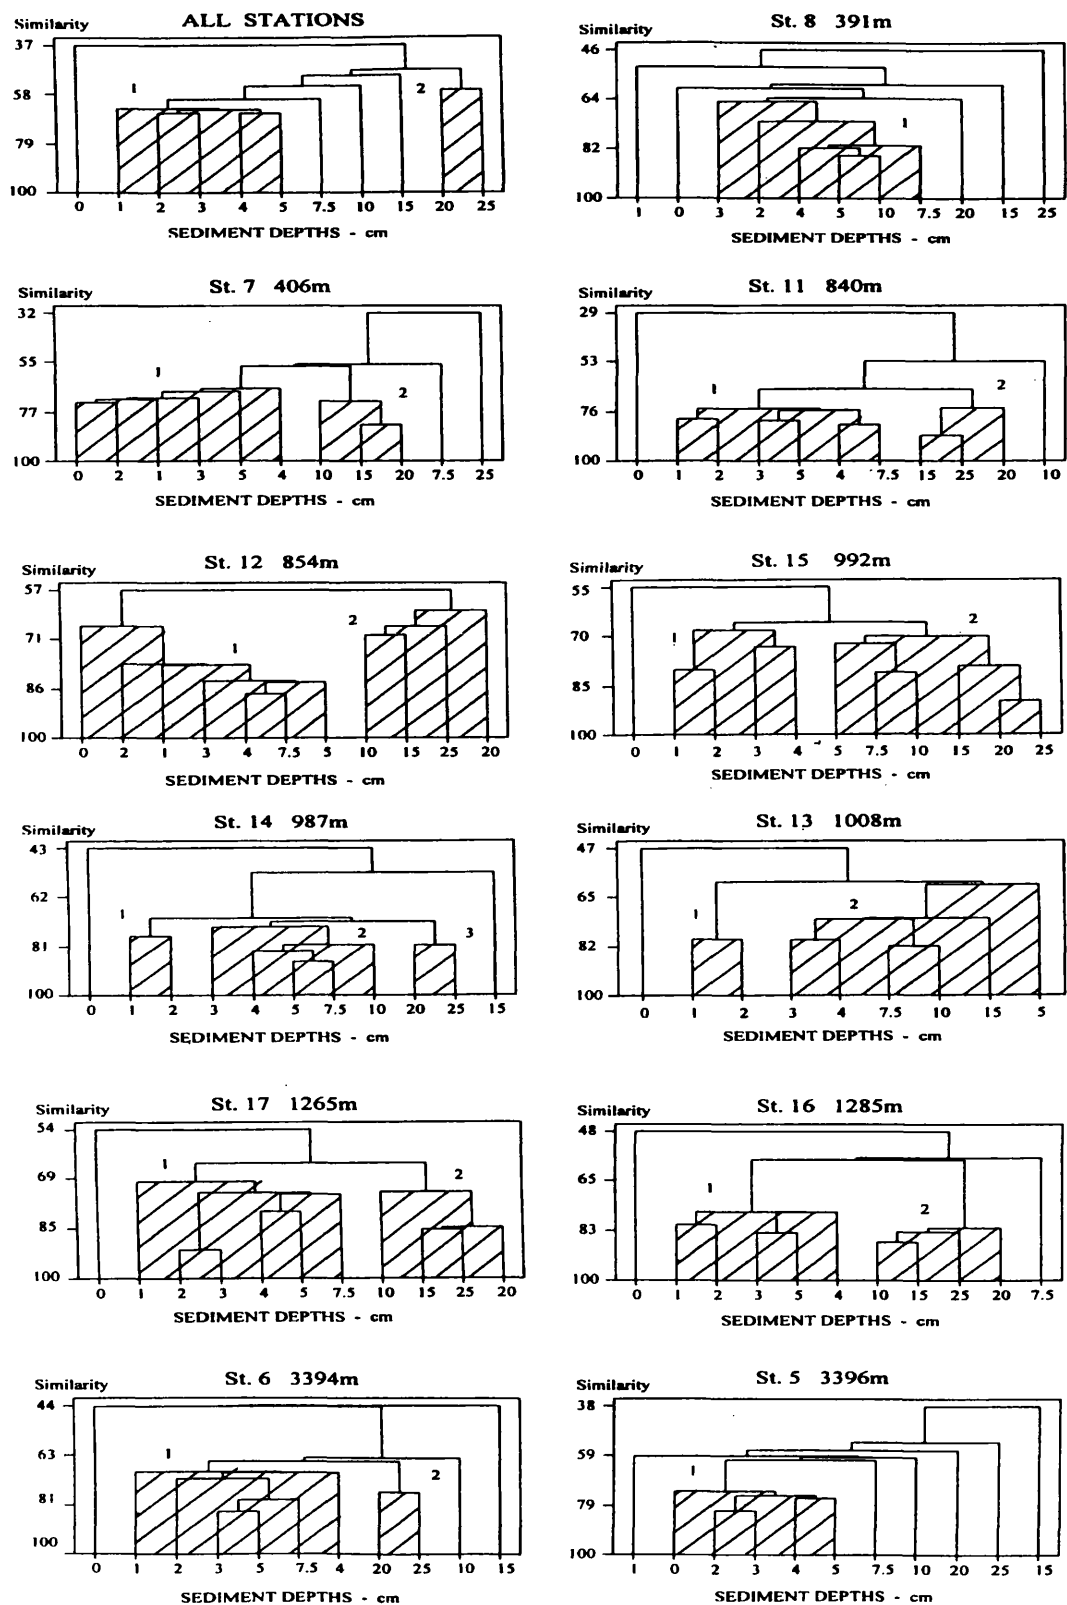 ALL STATIONS
Similarity
37
58
79
100
1
2
0 1 2 3 4 5 7.5 10 15 20 25
SEDIMENT DEPTHS - cm
St. 8 391m
Similarity
46
64
82
100
1
1 0 3 2 4 5 10 7.5 20 15 25
SEDIMENT DEPTHS - cm
St. 7 406m
Similarity
32
55
77
100
1
2
0 2 1 3 5 4 10 15 20 7.5 25
SEDIMENT DEPTHS - cm
St. 11 840m
Similarity
29
53
76
100
1
2
0 1 2 3 5 4 7.5 15 25 20 10
SEDIMENT DEPTHS - cm
St. 12 854m
Similarity
57
71
86
100
1
2
0 2 1 3 4 7.5 5 10 15 25 20
SEDIMENT DEPTHS - cm
St. 15 992m
Similarity
55
70
85
100
1
2
0 1 2 3 4 5 7.5 10 15 20 25
SEDIMENT DEPTHS - cm
St. 14 987m
Similarity
43
62
81
100
1
2
3
0 1 2 3 4 5 7.5 10 20 25 15
SEDIMENT DEPTHS - cm
St. 13 1008m
Similarity
47
65
82
100
1
2
0 1 2 3 4 7.5 10 15 5
SEDIMENT DEPTHS - cm
St. 17 1265m
Similarity
54
69
85
100
1
2
0 1 2 3 4 5 7.5 10 15 25 20
SEDIMENT DEPTHS - cm
St. 16 1285m
Similarity
48
65
83
100
1
2
0 1 2 3 5 4 10 15 25 20 7.5
SEDIMENT DEPTHS - cm
St. 6 3394m
Similarity
44
63
81
100
1
2
0 1 2 3 5 7.5 4 20 25 10 15
SEDIMENT DEPTHS - cm
St. 5 3396m
Similarity
38
59
79
100
1
1 0 2 3 4 5 7.5 10 20 25 15
SEDIMENT DEPTHS - cm